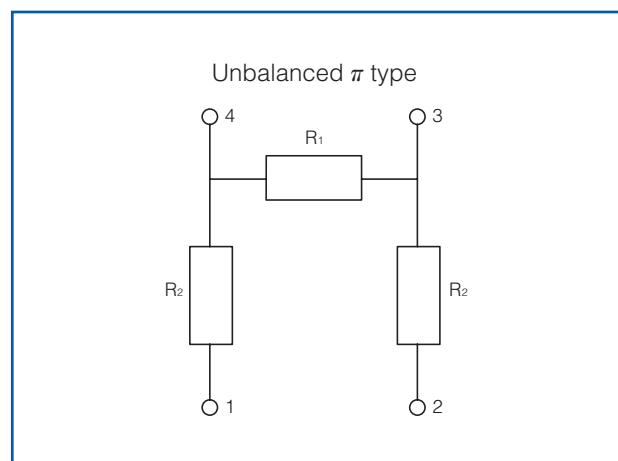 Unbalanced π type
4 3
R₁
R₂ R₂
1 2